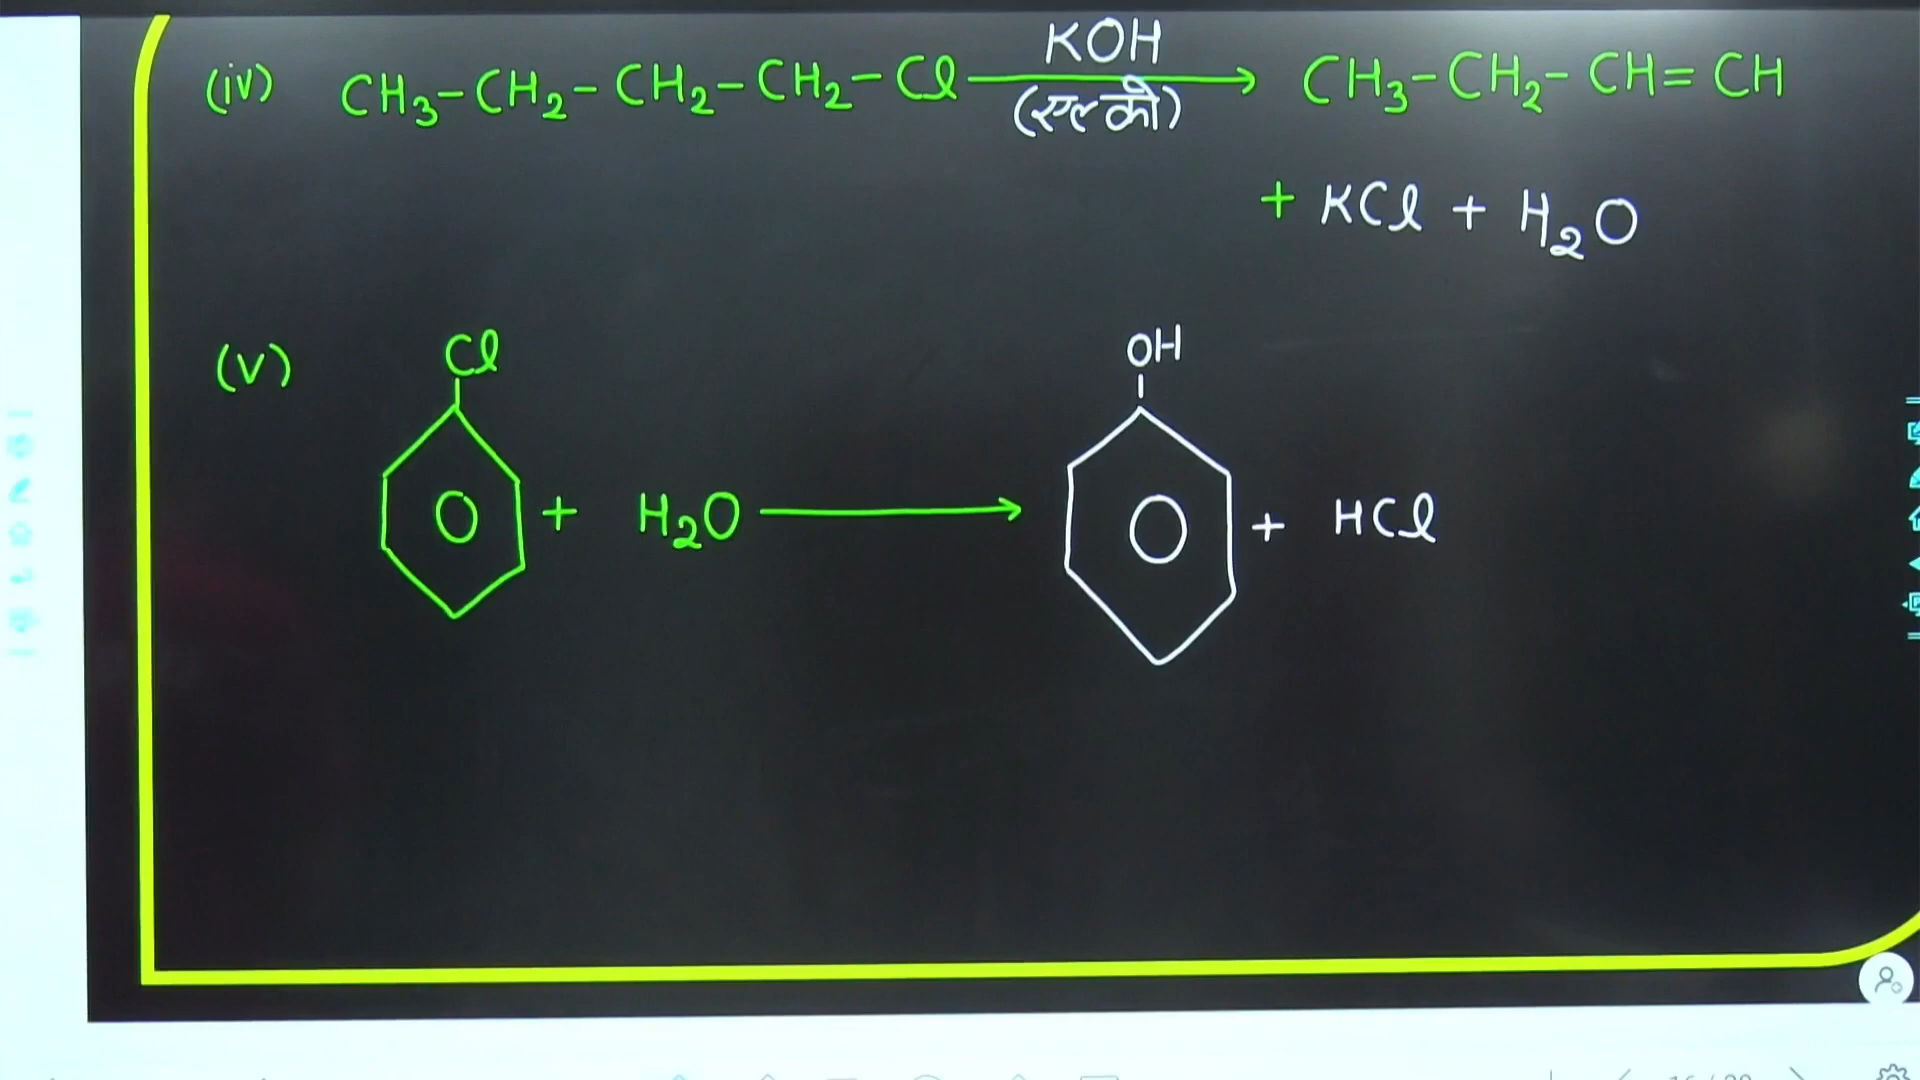 (iv) CH₃-CH₂-CH₂-CH₂-Cl KOH (एल्को) → CH₃-CH₂-CH=CH
+ KCl + H₂O
(v) Cl + H₂O → OH + HCl